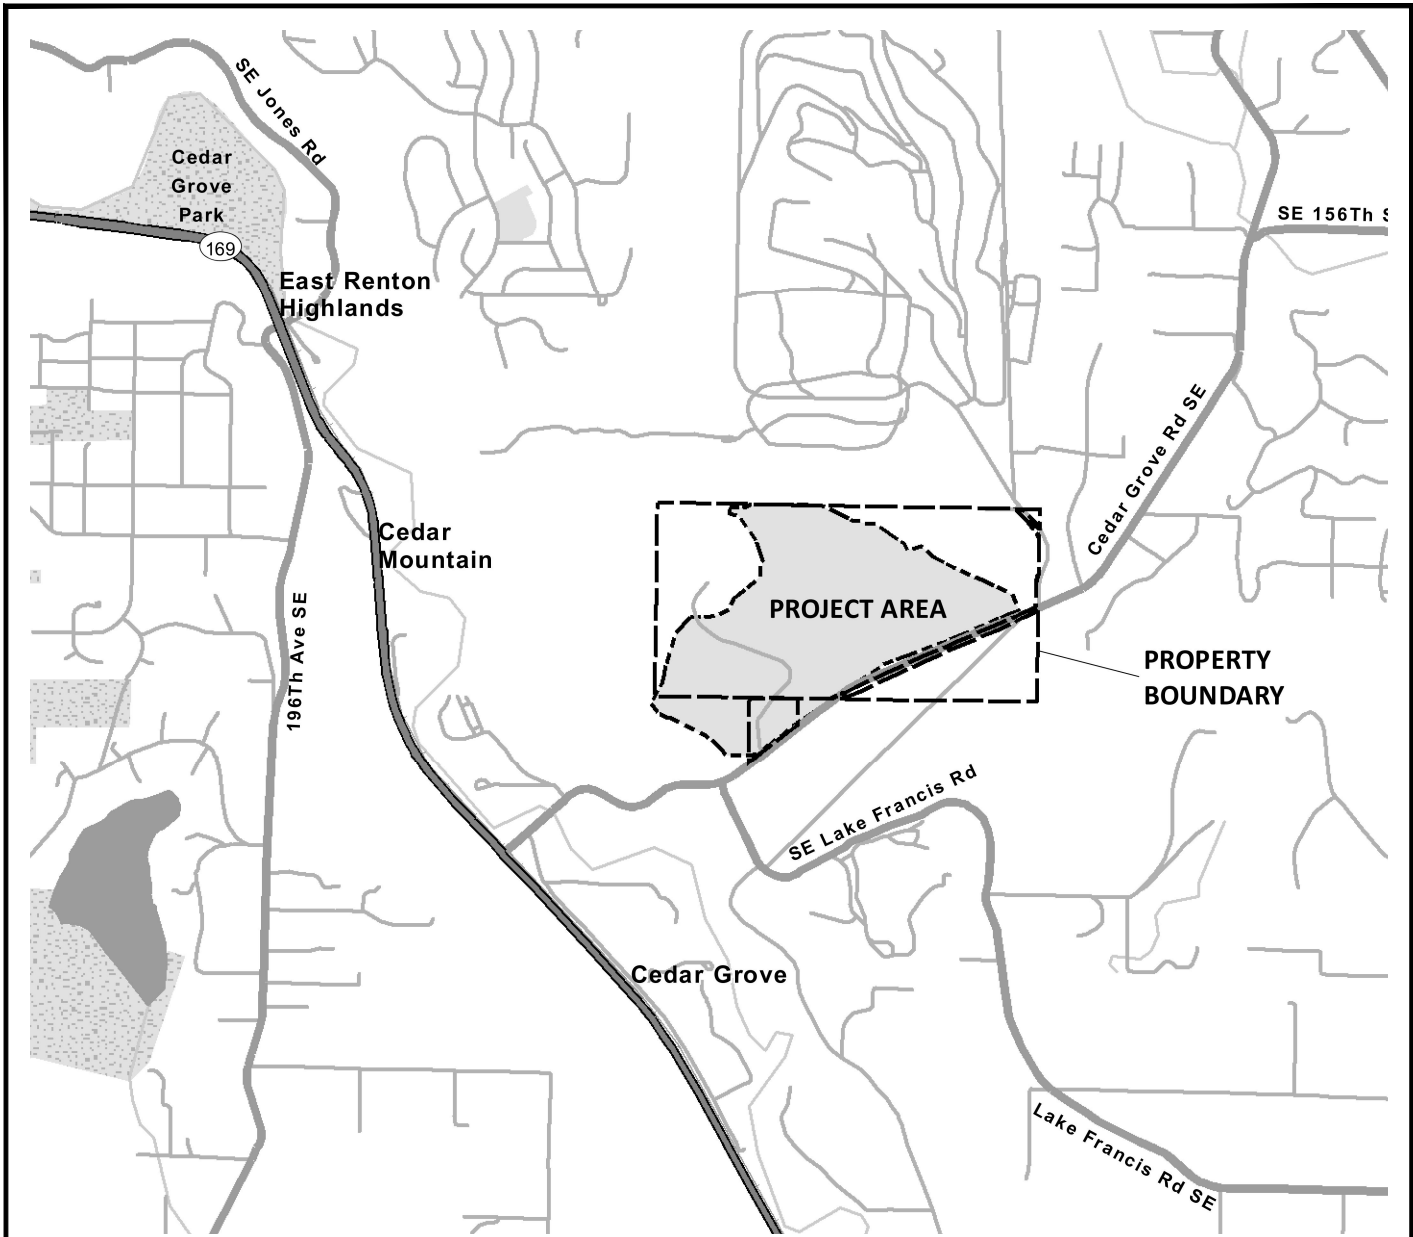 SE Jones Rd
Cedar
Grove
Park
169
SE 156Th S
East Renton
Highlands
Cedar Grove Rd SE
Cedar
Mountain
196Th Ave SE
PROJECT AREA
PROPERTY
BOUNDARY
SE Lake Francis Rd
Cedar Grove
Lake Francis Rd SE